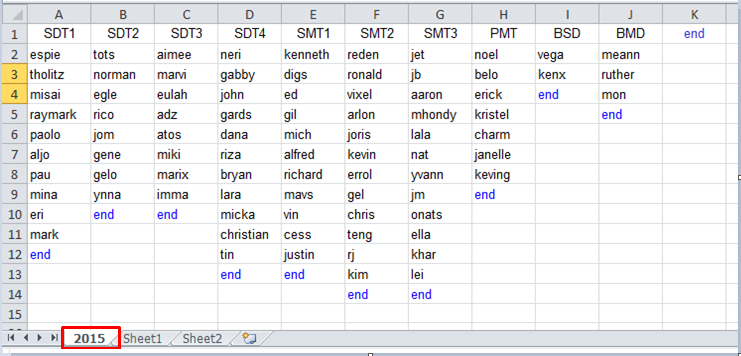 A B C D E F G H I J K
1 SDT1 SDT2 SDT3 SDT4 SMT1 SMT2 SMT3 PMT BSD BMD end
2 espie tots aimee neri kenneth reden jet noel vega meann
3 tholitz norman marvi gabby digs ronald jb belo kenx ruther
4 misai egle eulah john ed vixel aaron erick end mon
5 raymark rico adz gards gil arlon mhondy kristel end
6 paolo jom atos dana mich joris lala charm
7 aljo gene miki riza alfred kevin nat janelle
8 pau gelo marix bryan richard errol yvann keving
9 mina ynna imma lara mavs gel jm end
10 eri end end micka vin chris onats
11 mark christian cess teng ella
12 end tin justin rj khar
13 end end kim lei
14 end end
15
2015 Sheet1 Sheet2